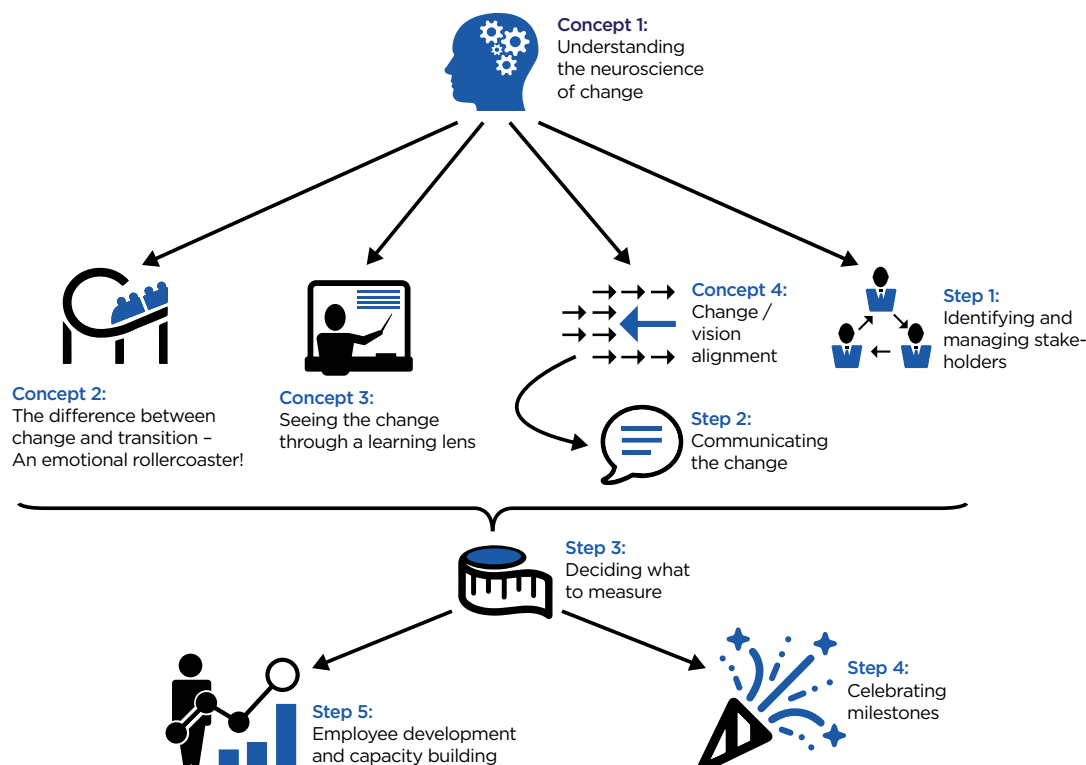 Concept 1:
Understanding
the neuroscience
of change
Concept 2:
The difference between
change and transition –
An emotional rollercoaster!
Concept 3:
Seeing the change
through a learning lens
Concept 4:
Change /
vision
alignment
Step 1:
Identifying and
managing stake-
holders
Step 2:
Communicating
the change
Step 3:
Deciding what
to measure
Step 5:
Employee development
and capacity building
Step 4:
Celebrating
milestones